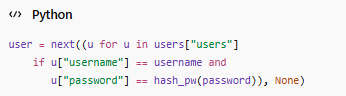 </> Python
user = next((u for u in users["users"]
    if u["username"] == username and
       u["password"] == hash_pw(password)), None)